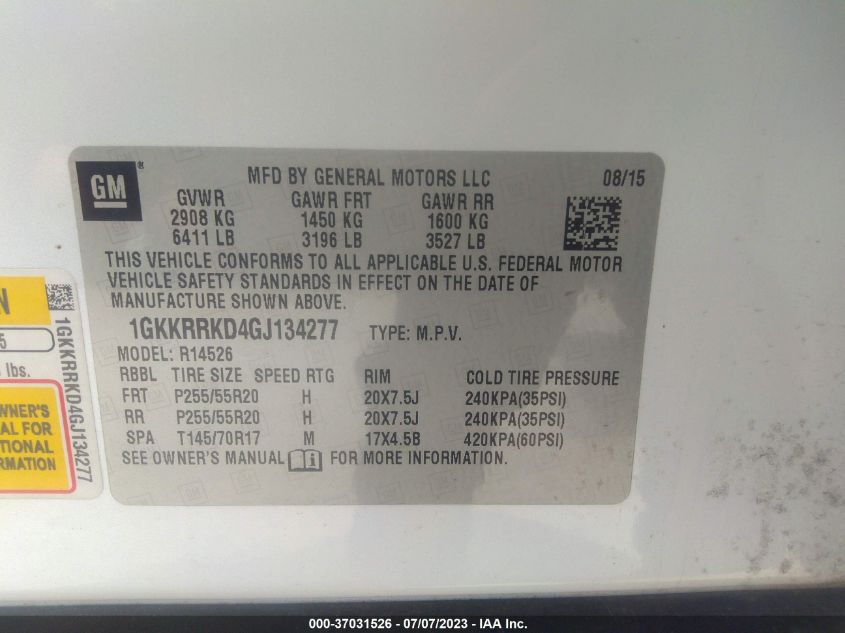 GM
MFD BY GENERAL MOTORS LLC 08/15
GVWR GAWR FRT GAWR RR
2908 KG 1450 KG 1600 KG
6411 LB 3196 LB 3527 LB
THIS VEHICLE CONFORMS TO ALL APPLICABLE U.S. FEDERAL MOTOR
VEHICLE SAFETY STANDARDS IN EFFECT ON THE DATE OF
MANUFACTURE SHOWN ABOVE.
1GKKRRKD4GJ134277 TYPE: M.P.V.
MODEL: R14526
RBBL TIRE SIZE SPEED RTG RIM COLD TIRE PRESSURE
FRT P255/55R20 H 20X7.5J 240KPA(35PSI)
RR P255/55R20 H 20X7.5J 240KPA(35PSI)
SPA T145/70R17 M 17X4.5B 420KPA(60PSI)
SEE OWNER'S MANUAL FOR MORE INFORMATION.
N
5
lbs.
WNER'S
AL FOR
TIONAL
RMATION
1GKKRRKD4GJ134277
000-37031526 - 07/07/2023 - IAA Inc.